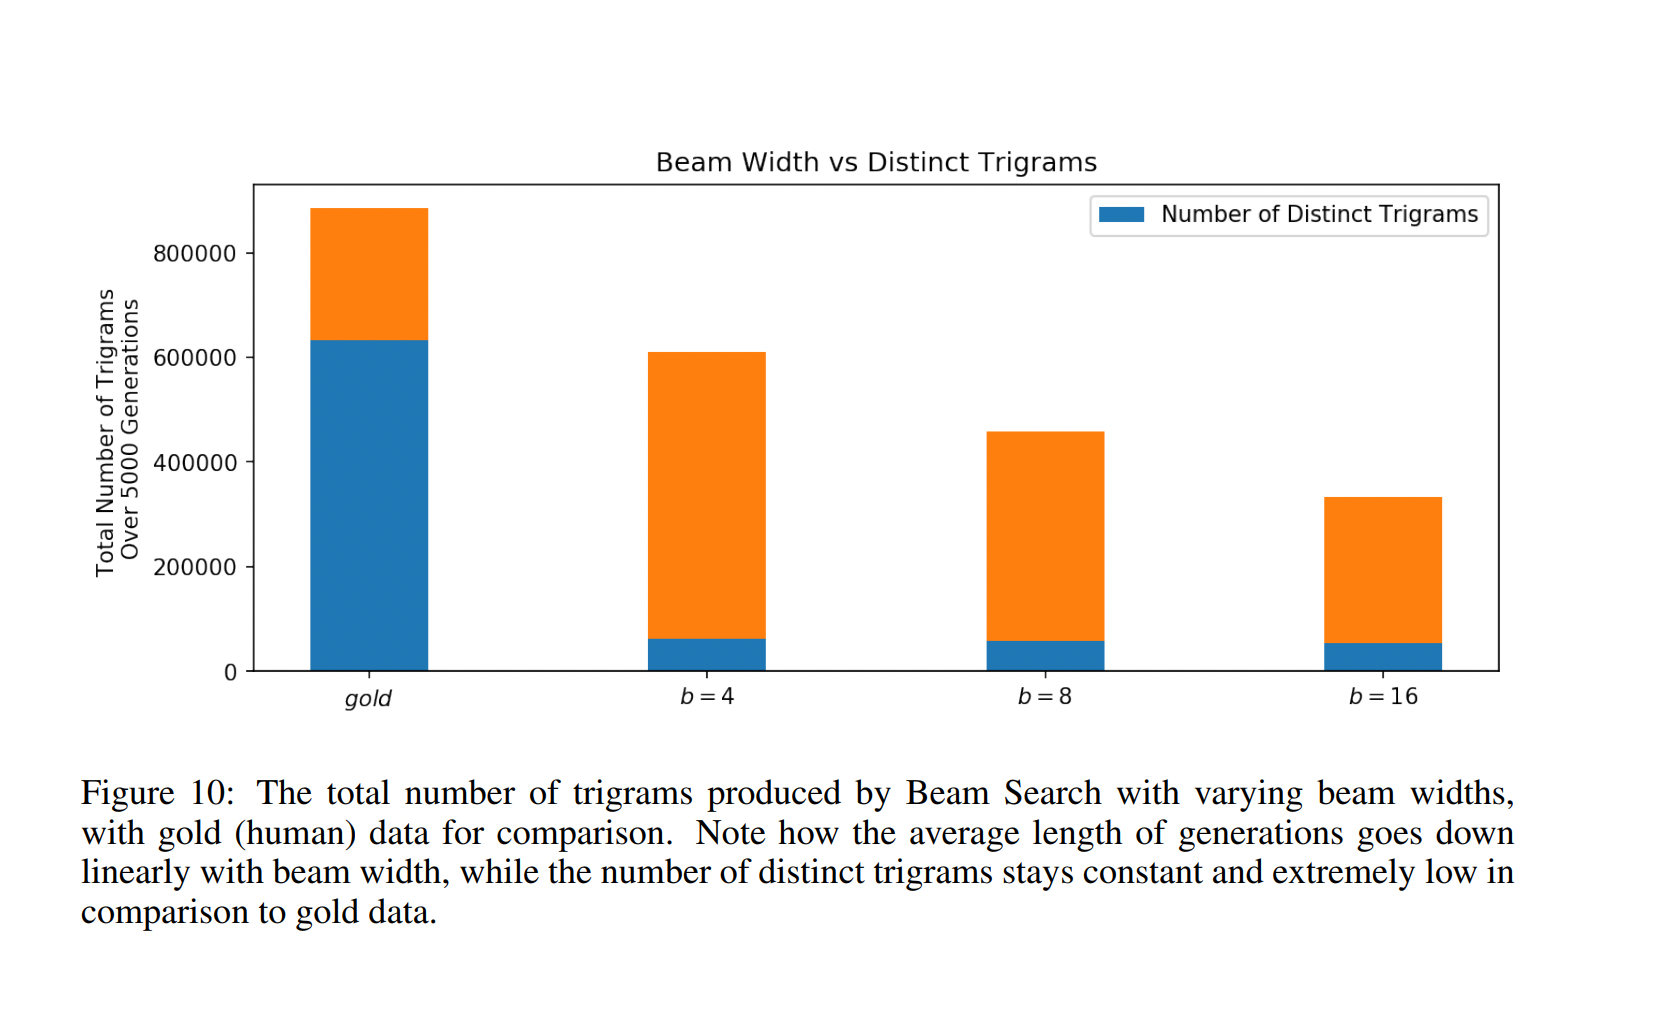 Beam Width vs Distinct Trigrams
Number of Distinct Trigrams
Total Number of Trigrams
Over 5000 Generations
800000
600000
400000
200000
0
gold
b = 4
b = 8
b = 16
Figure 10: The total number of trigrams produced by Beam Search with varying beam widths,
with gold (human) data for comparison. Note how the average length of generations goes down
linearly with beam width, while the number of distinct trigrams stays constant and extremely low in
comparison to gold data.